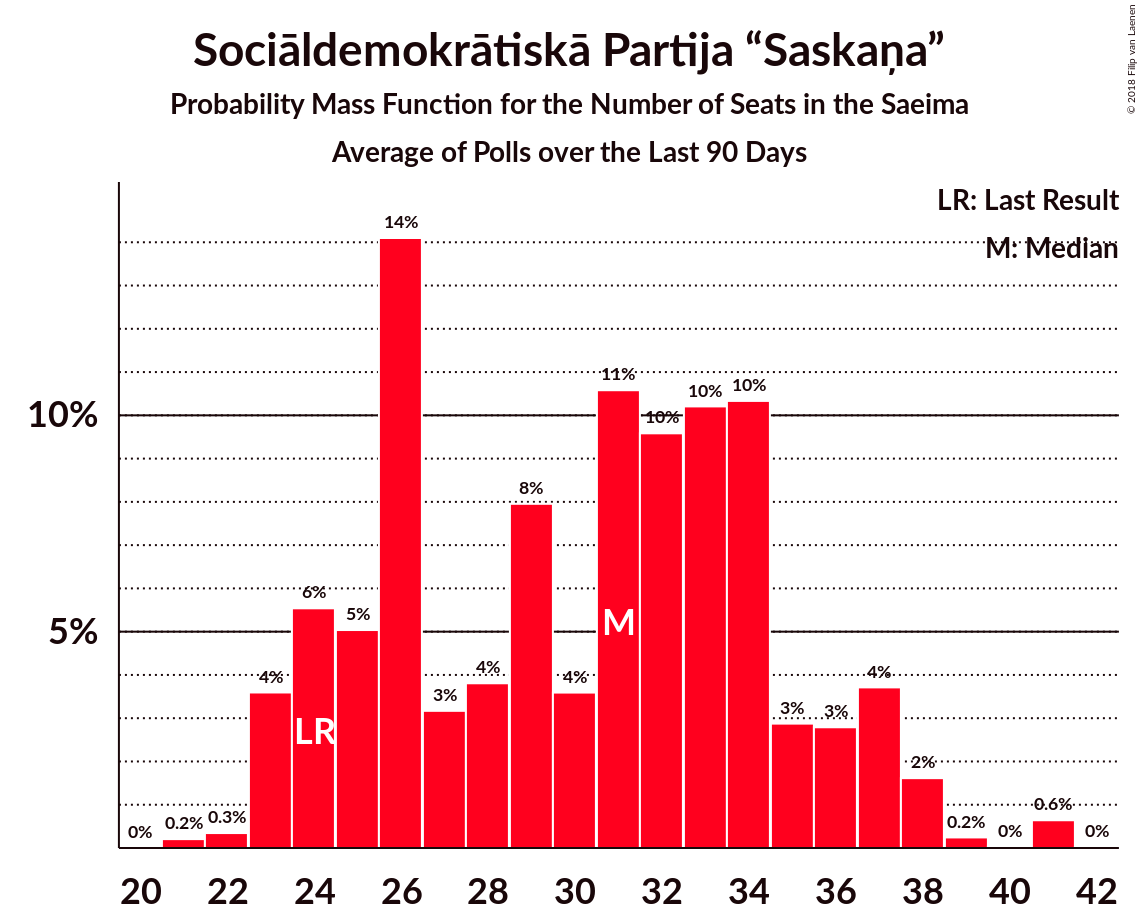 Sociāldemokrātiskā Partija “Saskaņa”
Probability Mass Function for the Number of Seats in the Saeima
Average of Polls over the Last 90 Days
© 2018 Filip van Laenen
LR: Last Result
M: Median
10%
5%
0%
0.2%
0.3%
4%
6%
5%
14%
3%
4%
8%
4%
11%
10%
10%
10%
3%
3%
4%
2%
0.2%
0%
0.6%
0%
LR
M
20 22 24 26 28 30 32 34 36 38 40 42